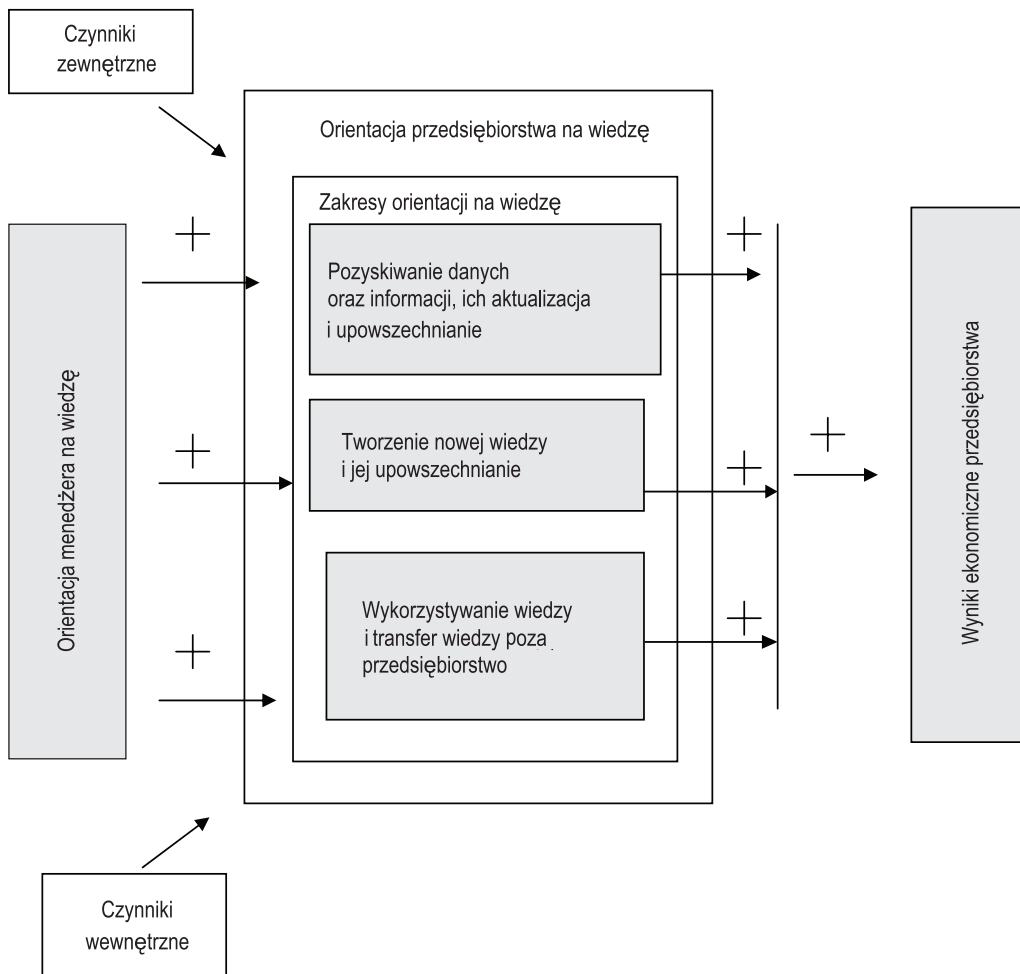 Czynniki
zewnętrzne
Orientacja przedsiębiorstwa na wiedzę
Zakresy orientacji na wiedzę
+
+
Pozyskiwanie danych
oraz informacji, ich aktualizacja
i upowszechnianie
Orientacja menedżera na wiedzę
Wyniki ekonomiczne przedsiębiorstwa
+
Tworzenie nowej wiedzy
i jej upowszechnianie
+
+
Wykorzystywanie wiedzy
i transfer wiedzy poza
przedsiębiorstwo
+
+
Czynniki
wewnętrzne